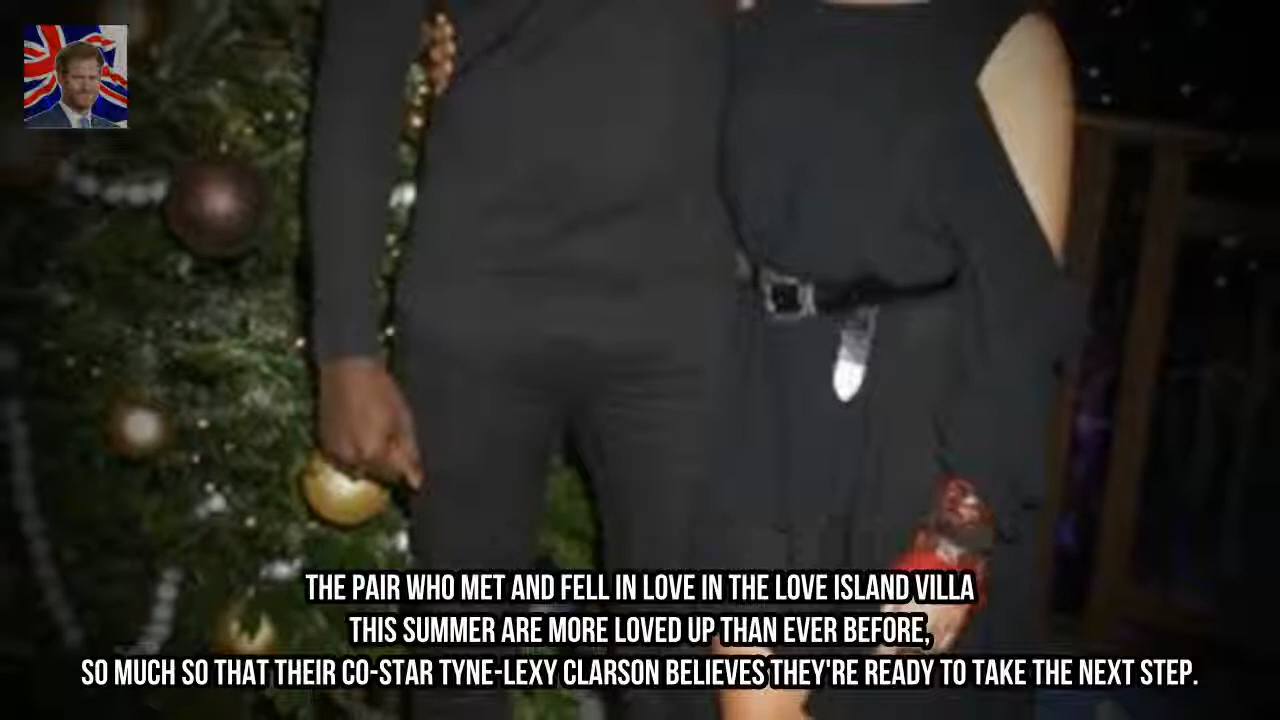 THE PAIR WHO MET AND FELL IN LOVE IN THE LOVE ISLAND VILLA
THIS SUMMER ARE MORE LOVED UP THAN EVER BEFORE,
SO MUCH SO THAT THEIR CO-STAR TYNE-LEXY CLARSON BELIEVES THEY'RE READY TO TAKE THE NEXT STEP.